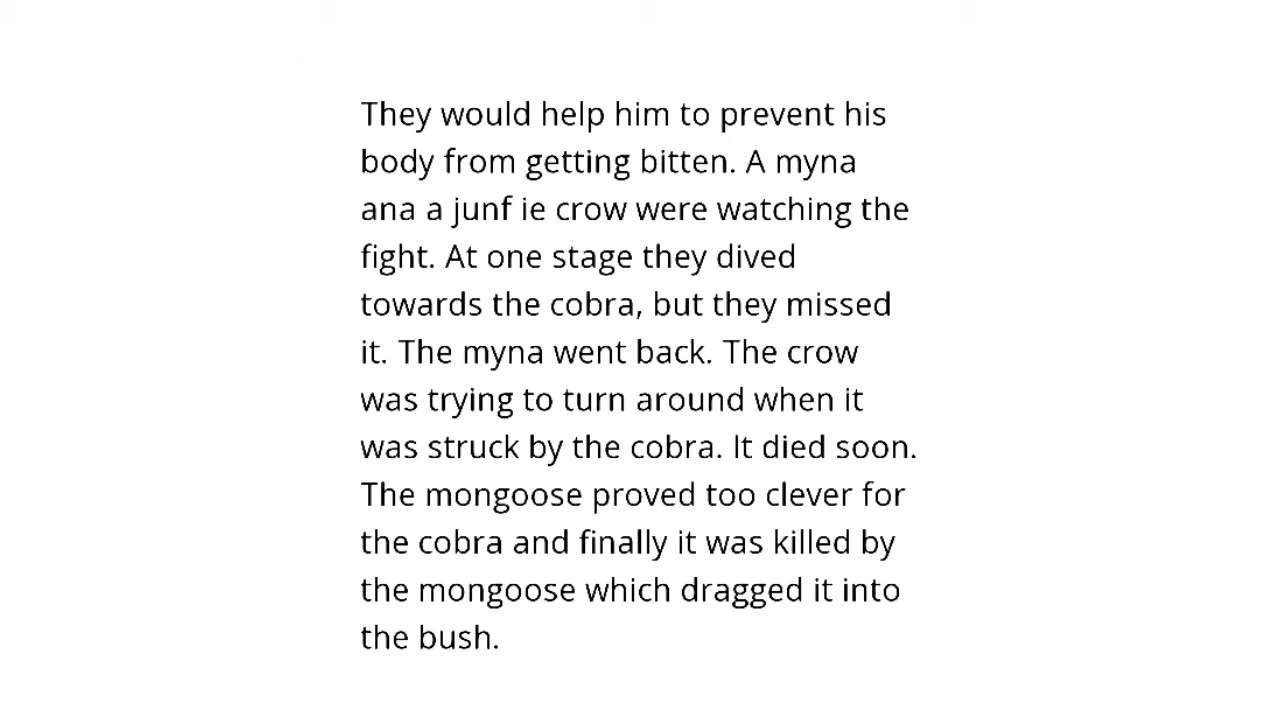 They would help him to prevent his
body from getting bitten. A myna
ana a junf ie crow were watching the
fight. At one stage they dived
towards the cobra, but they missed
it. The myna went back. The crow
was trying to turn around when it
was struck by the cobra. It died soon.
The mongoose proved too clever for
the cobra and finally it was killed by
the mongoose which dragged it into
the bush.